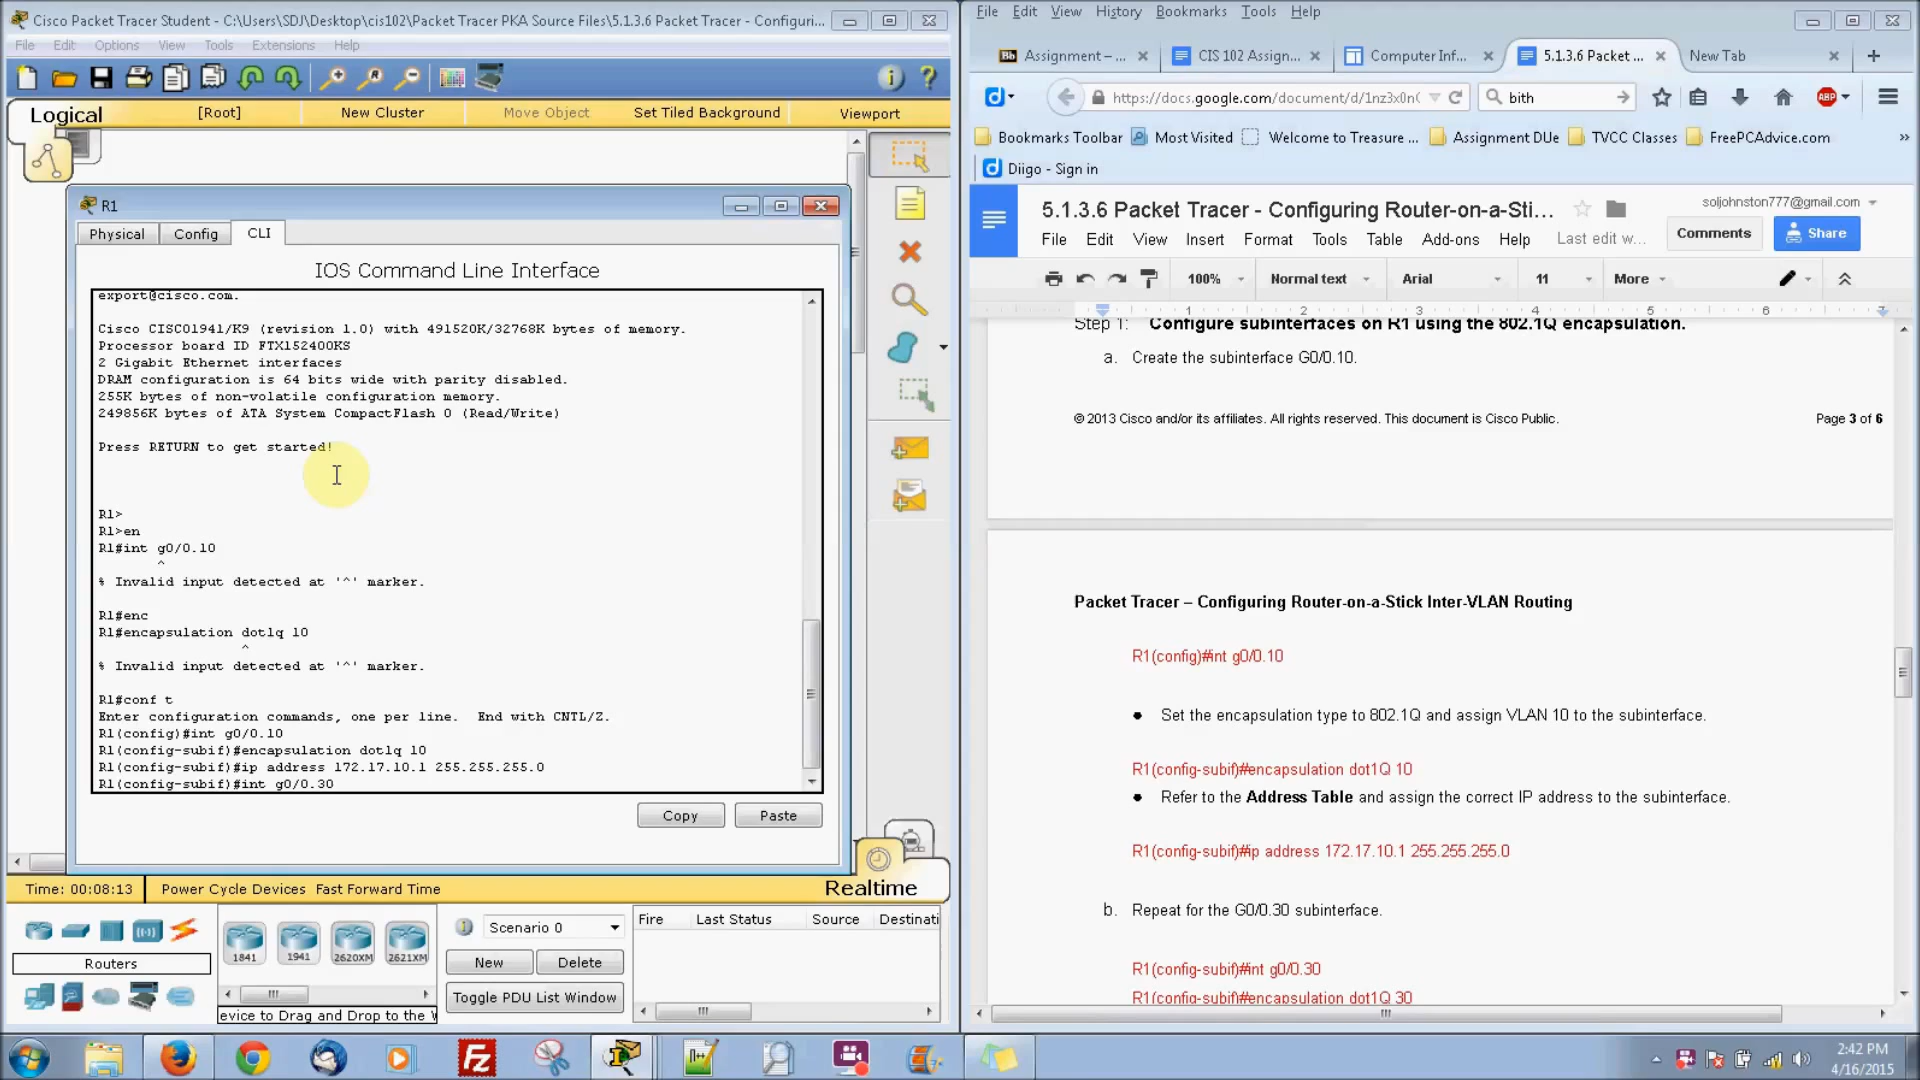 Cisco Packet Tracer Student - C:\Users\SDJ\Desktop\cis102\Packet Tracer PKA Source Files\5.1.3.6 Packet Tracer - Configuri...
File Edit Options View Tools Extensions Help
Logical
[Root]
New Cluster
Move Object
Set Tiled Background
Viewport
R1
Physical
Config
CLI
IOS Command Line Interface
export@cisco.com.
Cisco CISCO1941/K9 (revision 1.0) with 491520K/32768K bytes of memory.
Processor board ID FTX152400KS
2 Gigabit Ethernet interfaces
DRAM configuration is 64 bits wide with parity disabled.
255K bytes of non-volatile configuration memory.
249856K bytes of ATA System CompactFlash 0 (Read/Write)
Press RETURN to get started!
R1>
R1>en
R1#int g0/0.10
^
% Invalid input detected at '^' marker.
R1#enc
R1#encapsulation dot1q 10
^
% Invalid input detected at '^' marker.
R1#conf t
Enter configuration commands, one per line.  End with CNTL/Z.
R1(config)#int g0/0.10
R1(config-subif)#encapsulation dot1q 10
R1(config-subif)#ip address 172.17.10.1 255.255.255.0
R1(config-subif)#int g0/0.30
Copy
Paste
Realtime
Time: 00:08:13
Power Cycle Devices Fast Forward Time
Routers
1841
1941
2620XM
2621XM
evice to Drag and Drop to the W
Scenario 0
New
Delete
Toggle PDU List Window
Fire
Last Status
Source
Destinati
File Edit View History Bookmarks Tools Help
Assignment – ...
CIS 102 Assign...
Computer Inf...
5.1.3.6 Packet ...
New Tab
https://docs.google.com/document/d/1nz3x0n(
bith
ABP
Bookmarks Toolbar
Most Visited
Welcome to Treasure ...
Assignment DUe
TVCC Classes
FreePCAdvice.com
Diigo - Sign in
5.1.3.6 Packet Tracer - Configuring Router-on-a-Sti...
soljohnston777@gmail.com
File Edit View Insert Format Tools Table Add-ons Help
Last edit w...
Comments
Share
100%
Normal text
Arial
11
More
1 2 3 4 5 6 7
Step 1: Configure subinterfaces on R1 using the 802.1Q encapsulation.
a. Create the subinterface G0/0.10.
© 2013 Cisco and/or its affiliates. All rights reserved. This document is Cisco Public.
Page 3 of 6
Packet Tracer – Configuring Router-on-a-Stick Inter-VLAN Routing
R1(config)#int g0/0.10
● Set the encapsulation type to 802.1Q and assign VLAN 10 to the subinterface.
R1(config-subif)#encapsulation dot1Q 10
● Refer to the Address Table and assign the correct IP address to the subinterface.
R1(config-subif)#ip address 172.17.10.1 255.255.255.0
b. Repeat for the G0/0.30 subinterface.
R1(config-subif)#int g0/0.30
R1(config-subif)#encapsulation dot1Q 30
2:42 PM
4/16/2015